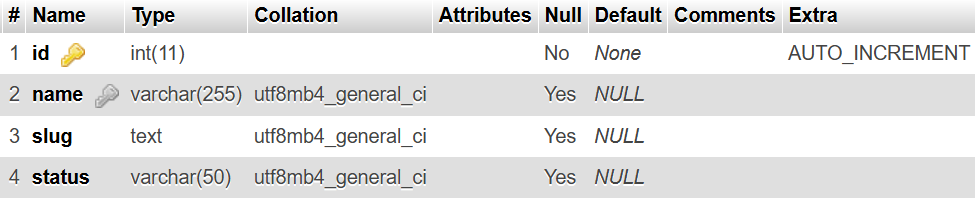 # Name Type Collation Attributes Null Default Comments Extra
1 id int(11) No None AUTO_INCREMENT
2 name varchar(255) utf8mb4_general_ci Yes NULL
3 slug text utf8mb4_general_ci Yes NULL
4 status varchar(50) utf8mb4_general_ci Yes NULL